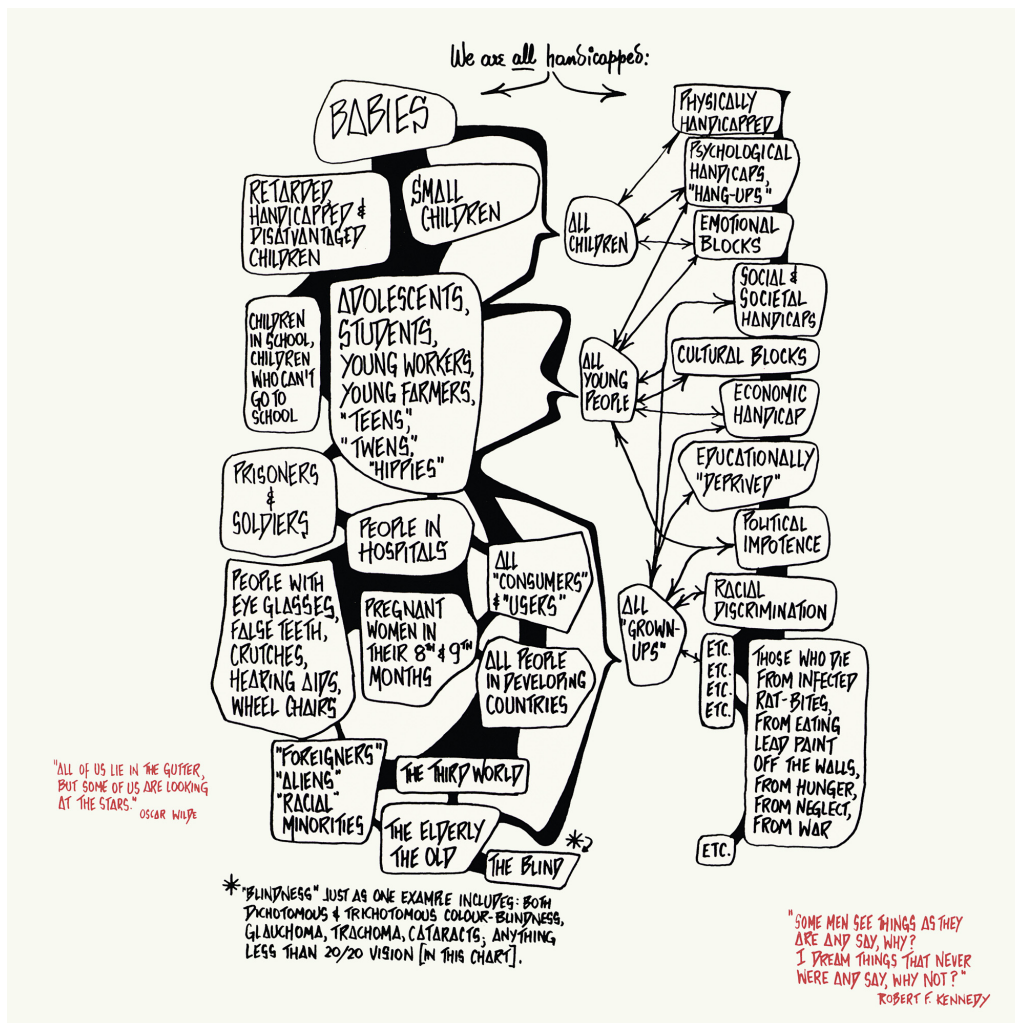 We are all handicapped:
BABIES
RETARDED,
HANDICAPPED &
DISATVANTAGED
CHILDREN
SMALL
CHILDREN
CHILDREN
IN SCHOOL,
CHILDREN
WHO CAN'T
GO TO
SCHOOL
ADOLESCENTS,
STUDENTS,
YOUNG WORKERS,
YOUNG FARMERS,
"TEENS",
"TWENS",
"HIPPIES"
PRISONERS
&
SOLDIERS
PEOPLE IN
HOSPITALS
ALL
"CONSUMERS"
& "USERS"
PEOPLE WITH
EYE GLASSES,
FALSE TEETH,
CRUTCHES,
HEARING AIDS,
WHEEL CHAIRS
PREGNANT
WOMEN IN
THEIR 8TH & 9TH
MONTHS
ALL PEOPLE
IN DEVELOPING
COUNTRIES
"FOREIGNERS"
"ALIENS"
"RACIAL"
MINORITIES
THE THIRD WORLD
THE ELDERLY
THE OLD
THE BLIND
*
ALL
CHILDREN
ALL
YOUNG
PEOPLE
ALL
"GROWN-
UPS"
PHYSICALLY
HANDICAPPED
PSYCHOLOGICAL
HANDICAPS,
"HANG-UPS"
EMOTIONAL
BLOCKS
SOCIAL &
SOCIETAL
HANDICAPS
CULTURAL BLOCKS
ECONOMIC
HANDICAP
EDUCATIONALLY
"DEPRIVED"
POLITICAL
IMPOTENCE
RACIAL
DISCRIMINATION
ETC.
ETC.
ETC.
ETC.
THOSE WHO DIE
FROM INFECTED
RAT-BITES,
FROM EATING
LEAD PAINT
OFF THE WALLS,
FROM HUNGER,
FROM NEGLECT,
FROM WAR
ETC.
"ALL OF US LIE IN THE GUTTER,
BUT SOME OF US ARE LOOKING
AT THE STARS."
OSCAR WILDE
* "BLINDNESS" JUST AS ONE EXAMPLE INCLUDES: BOTH
DICHOTOMOUS & TRICHOTOMOUS COLOUR-BLINDNESS,
GLAUCHOMA, TRACHOMA, CATARACTS; ANYTHING
LESS THAN 20/20 VISION [IN THIS CHART].
"SOME MEN SEE THINGS AS THEY
ARE AND SAY, WHY?
I DREAM THINGS THAT NEVER
WERE AND SAY, WHY NOT?"
ROBERT F. KENNEDY